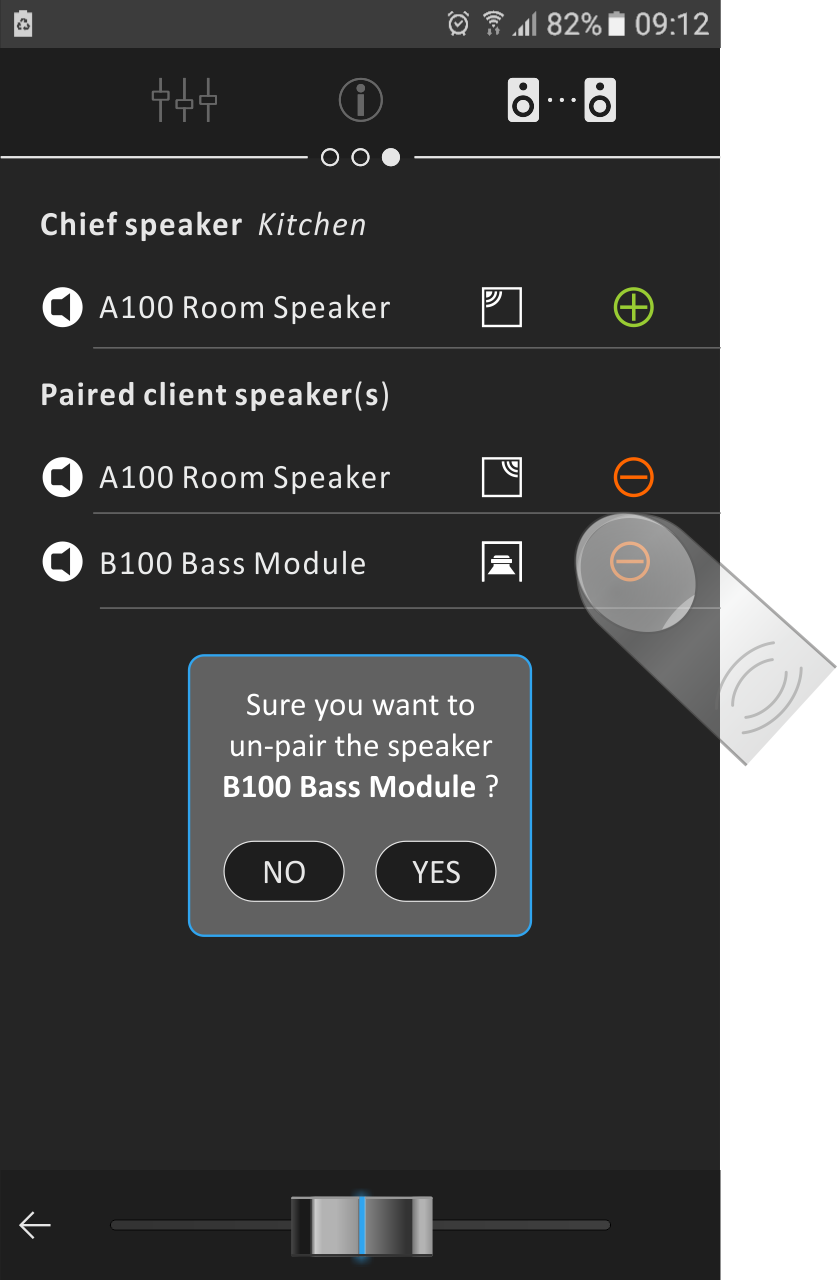 82% 09:12
Chief speaker Kitchen
A100 Room Speaker
Paired client speaker(s)
A100 Room Speaker
B100 Bass Module
Sure you want to
un-pair the speaker
B100 Bass Module ?
NO YES